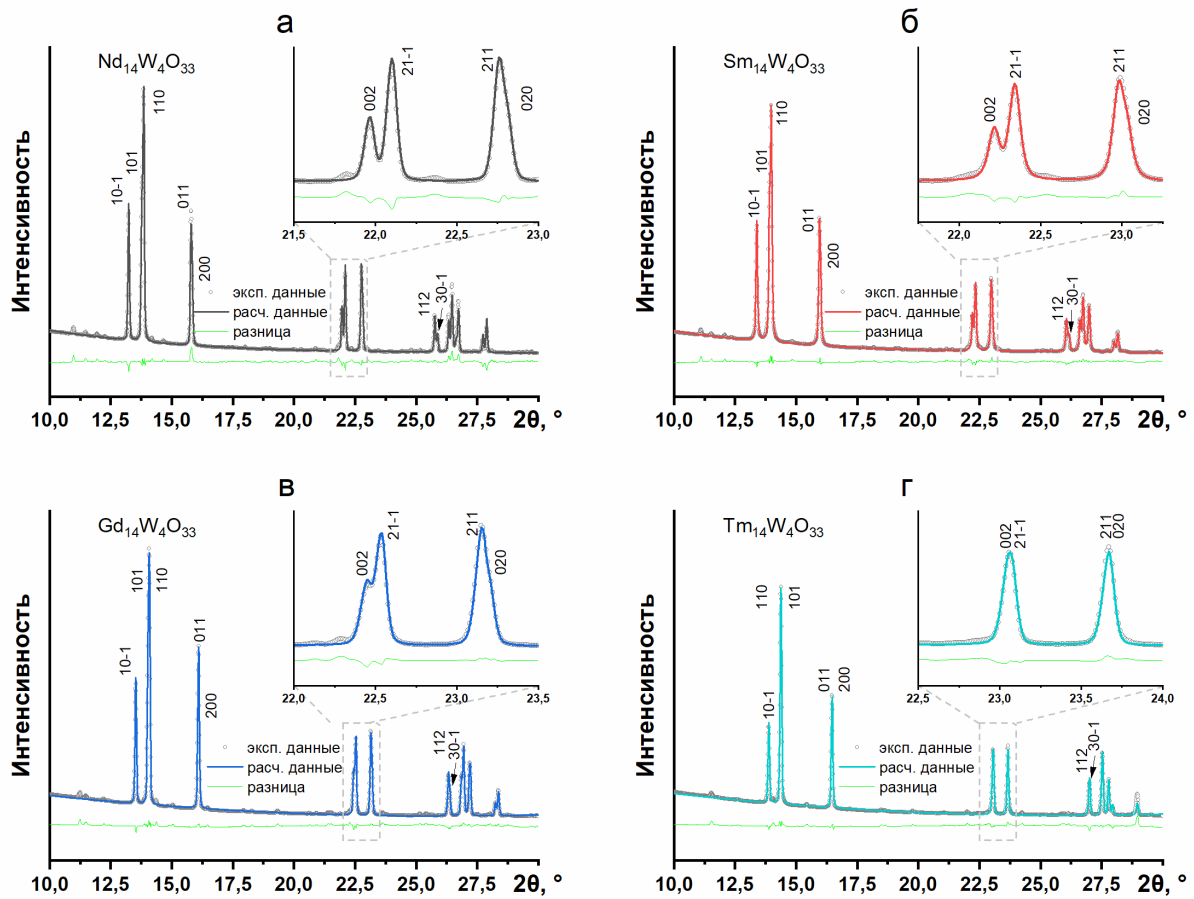 а
Nd14W4O33
Интенсивность
10-1
101
110
011
200
002
21-1
211
020
21,5 22,0 22,5 23,0
эксп. данные
расч. данные
разница
112
30-1
10,0 12,5 15,0 17,5 20,0 22,5 25,0 27,5 2θ, °
б
Sm14W4O33
Интенсивность
10-1
101
110
011
200
002
21-1
211
020
22,0 22,5 23,0
эксп. данные
расч. данные
разница
112
30-1
10,0 12,5 15,0 17,5 20,0 22,5 25,0 27,5 2θ, °
в
Gd14W4O33
Интенсивность
10-1
101
110
011
200
002
21-1
211
020
22,0 22,5 23,0 23,5
эксп. данные
расч. данные
разница
112
30-1
10,0 12,5 15,0 17,5 20,0 22,5 25,0 27,5 2θ, °
г
Tm14W4O33
Интенсивность
10-1
110
101
011
200
002
21-1
211
020
22,5 23,0 23,5 24,0
эксп. данные
расч. данные
разница
112
30-1
10,0 12,5 15,0 17,5 20,0 22,5 25,0 27,5 2θ, °